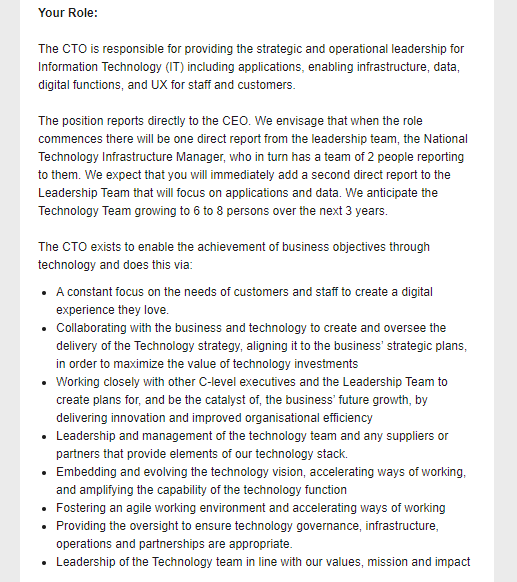 Your Role:
The CTO is responsible for providing the strategic and operational leadership for
Information Technology (IT) including applications, enabling infrastructure, data,
digital functions, and UX for staff and customers.
The position reports directly to the CEO. We envisage that when the role
commences there will be one direct report from the leadership team, the National
Technology Infrastructure Manager, who in turn has a team of 2 people reporting
to them. We expect that you will immediately add a second direct report to the
Leadership Team that will focus on applications and data. We anticipate the
Technology Team growing to 6 to 8 persons over the next 3 years.
The CTO exists to enable the achievement of business objectives through
technology and does this via:
• A constant focus on the needs of customers and staff to create a digital
experience they love.
• Collaborating with the business and technology to create and oversee the
delivery of the Technology strategy, aligning it to the business' strategic plans,
in order to maximize the value of technology investments
• Working closely with other C-level executives and the Leadership Team to
create plans for, and be the catalyst of, the business' future growth, by
delivering innovation and improved organisational efficiency
• Leadership and management of the technology team and any suppliers or
partners that provide elements of our technology stack.
• Embedding and evolving the technology vision, accelerating ways of working,
and amplifying the capability of the technology function
• Fostering an agile working environment and accelerating ways of working
• Providing the oversight to ensure technology governance, infrastructure,
operations and partnerships are appropriate.
• Leadership of the Technology team in line with our values, mission and impact